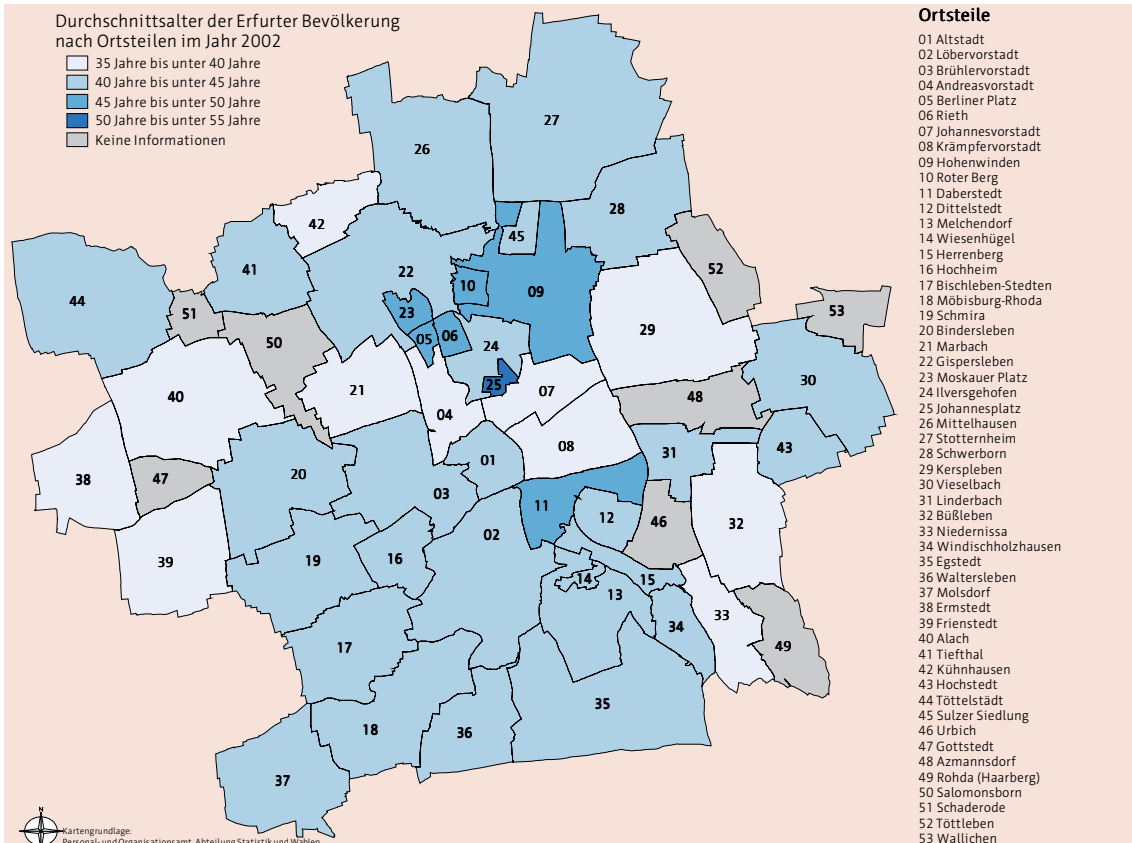 Durchschnittsalter der Erfurter Bevölkerung
nach Ortsteilen im Jahr 2002
35 Jahre bis unter 40 Jahre
40 Jahre bis unter 45 Jahre
45 Jahre bis unter 50 Jahre
50 Jahre bis unter 55 Jahre
Keine Informationen
27
26
42
28
45
41
22
52
44
10
09
51
23
53
50
05
06
24
29
30
21
25
07
40
48
04
08
43
01
31
38
47
20
03
11
12
46
32
02
39
19
16
14
15
13
33
34
17
49
35
18
36
37
N
Kartengrundlage:
Personal- und Organisationsamt, Abteilung Statistik und Wahlen
Ortsteile
01 Altstadt
02 Löbervorstadt
03 Brühlervorstadt
04 Andreasvorstadt
05 Berliner Platz
06 Rieth
07 Johannesvorstadt
08 Krämpfervorstadt
09 Hohenwinden
10 Roter Berg
11 Daberstedt
12 Dittelstedt
13 Melchendorf
14 Wiesenhügel
15 Herrenberg
16 Hochheim
17 Bischleben-Stedten
18 Möbisburg-Rhoda
19 Schmira
20 Bindersleben
21 Marbach
22 Gispersleben
23 Moskauer Platz
24 Ilversgehofen
25 Johannesplatz
26 Mittelhausen
27 Stotternheim
28 Schwerborn
29 Kerspleben
30 Vieselbach
31 Linderbach
32 Büßleben
33 Niedernissa
34 Windischholzhausen
35 Egstedt
36 Waltersleben
37 Molsdorf
38 Ermstedt
39 Frienstedt
40 Alach
41 Tiefthal
42 Kühnhausen
43 Hochstedt
44 Töttelstädt
45 Sulzer Siedlung
46 Urbich
47 Gottstedt
48 Azmannsdorf
49 Rohda (Haarberg)
50 Salomonsborn
51 Schaderode
52 Töttleben
53 Wallichen